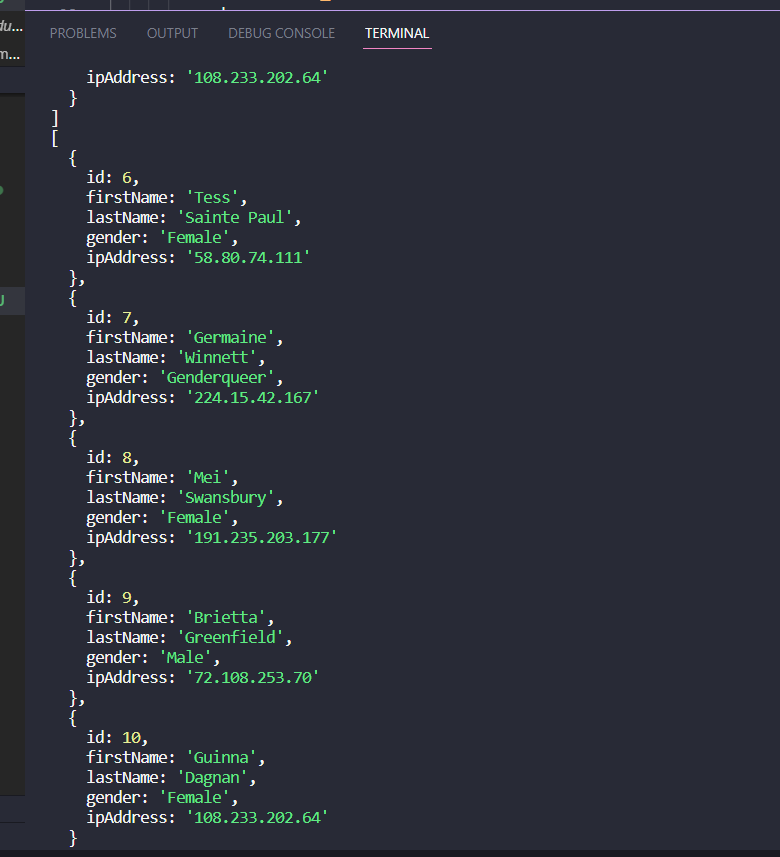 du...
m...
PROBLEMS OUTPUT DEBUG CONSOLE TERMINAL
ipAddress: '108.233.202.64'
}
]
[
{
id: 6,
firstName: 'Tess',
lastName: 'Sainte Paul',
gender: 'Female',
ipAddress: '58.80.74.111'
},
{
id: 7,
firstName: 'Germaine',
lastName: 'Winnett',
gender: 'Genderqueer',
ipAddress: '224.15.42.167'
},
{
id: 8,
firstName: 'Mei',
lastName: 'Swansbury',
gender: 'Female',
ipAddress: '191.235.203.177'
},
{
id: 9,
firstName: 'Brietta',
lastName: 'Greenfield',
gender: 'Male',
ipAddress: '72.108.253.70'
},
{
id: 10,
firstName: 'Guinna',
lastName: 'Dagnan',
gender: 'Female',
ipAddress: '108.233.202.64'
}